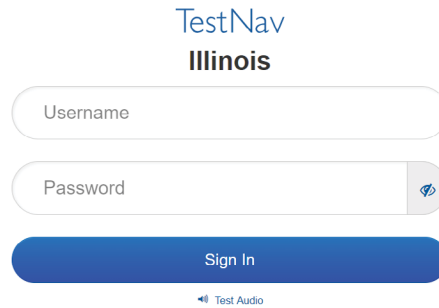 TestNav
Illinois
Username
Password
Sign In
Test Audio